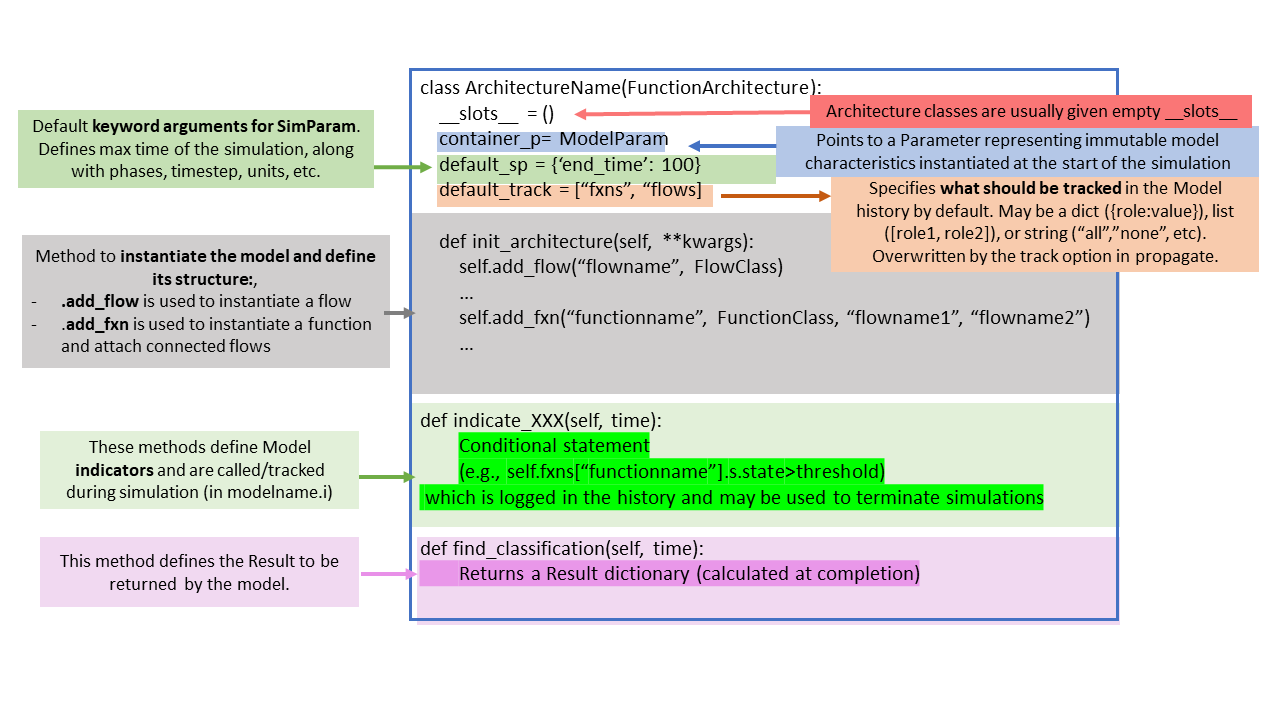 class ArchitectureName(FunctionArchitecture):
__slots__ = ()
container_p= ModelParam
default_sp = {‘end_time’: 100}
default_track = [“fxns”, “flows]
Architecture classes are usually given empty __slots__
Points to a Parameter representing immutable model
characteristics instantiated at the start of the simulation
Specifies what should be tracked in the Model
history by default. May be a dict ({role:value}), list
([role1, role2]), or string (“all”,”none”, etc).
Overwritten by the track option in propagate.
Default keyword arguments for SimParam.
Defines max time of the simulation, along
with phases, timestep, units, etc.
Method to instantiate the model and define
its structure:,
- .add_flow is used to instantiate a flow
- .add_fxn is used to instantiate a function
and attach connected flows
def init_architecture(self, **kwargs):
self.add_flow(“flowname”, FlowClass)
...
self.add_fxn(“functionname”, FunctionClass, “flowname1”, “flowname2”)
...
These methods define Model
indicators and are called/tracked
during simulation (in modelname.i)
def indicate_XXX(self, time):
Conditional statement
(e.g., self.fxns[“functionname”].s.state>threshold)
which is logged in the history and may be used to terminate simulations
This method defines the Result to be
returned by the model.
def find_classification(self, time):
Returns a Result dictionary (calculated at completion)